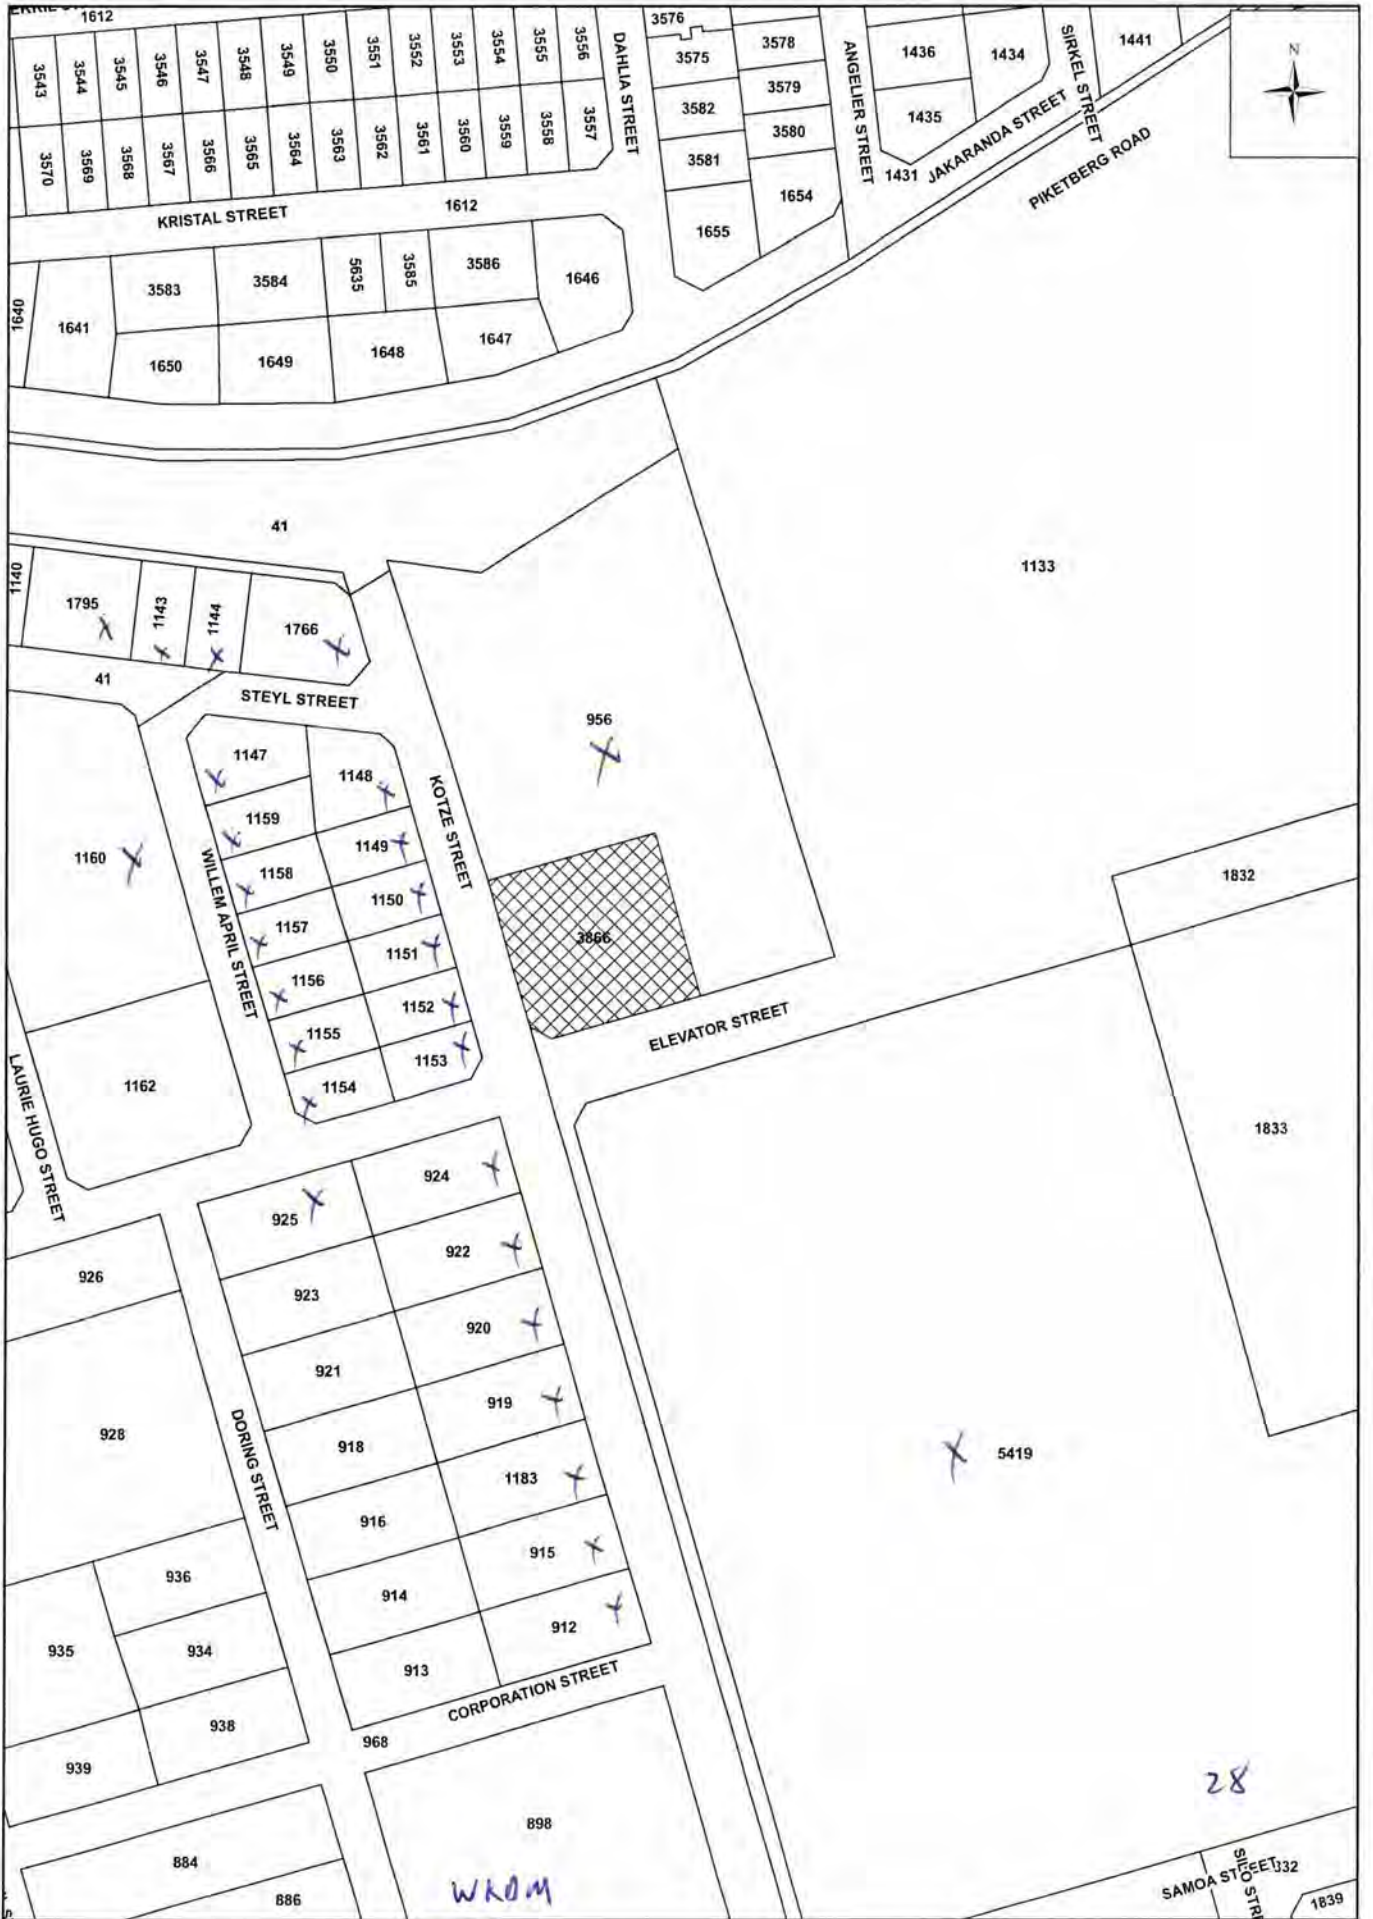 1612
3543 3544 3545 3546 3547 3548 3549 3550 3551 3552 3553 3554 3555 3556
DAHLIA STREET
3576
3575
3578
ANGELIER STREET
1436
1434
SIRKEL STREET
1441
N
3582
3579
1435
JAKARANDA STREET
3570 3569 3568 3567 3566 3565 3564 3563 3562 3561 3560 3559 3558 3557
3581
3580
1431
PIKETBERG ROAD
KRISTAL STREET
1612
1655
1654
1640
1641
3583
3584
5635
3585
3586
1646
1650
1649
1648
1647
41
1133
1140
1795 X
1143 X
1144 X
1766 X
41
STEYL STREET
956
X
1147 X
1148 X
KOTZE STREET
1159 X
1149 X
1160 X
WILLEM APRIL STREET
1158 X
1150 X
1832
1157 X
1151 X
3866
1156 X
1152 X
ELEVATOR STREET
1155 X
1153 X
1162
1154 X
LAURIE HUGO STREET
1833
924 X
925 X
926
922 X
923
920 X
921
919 X
928
DORING STREET
918
1183 X
X 5419
916
915 X
936
914
912 X
935
934
913
CORPORATION STREET
938
968
939
28
898
884
886
WKDM
SAMOA STREET
332
1839